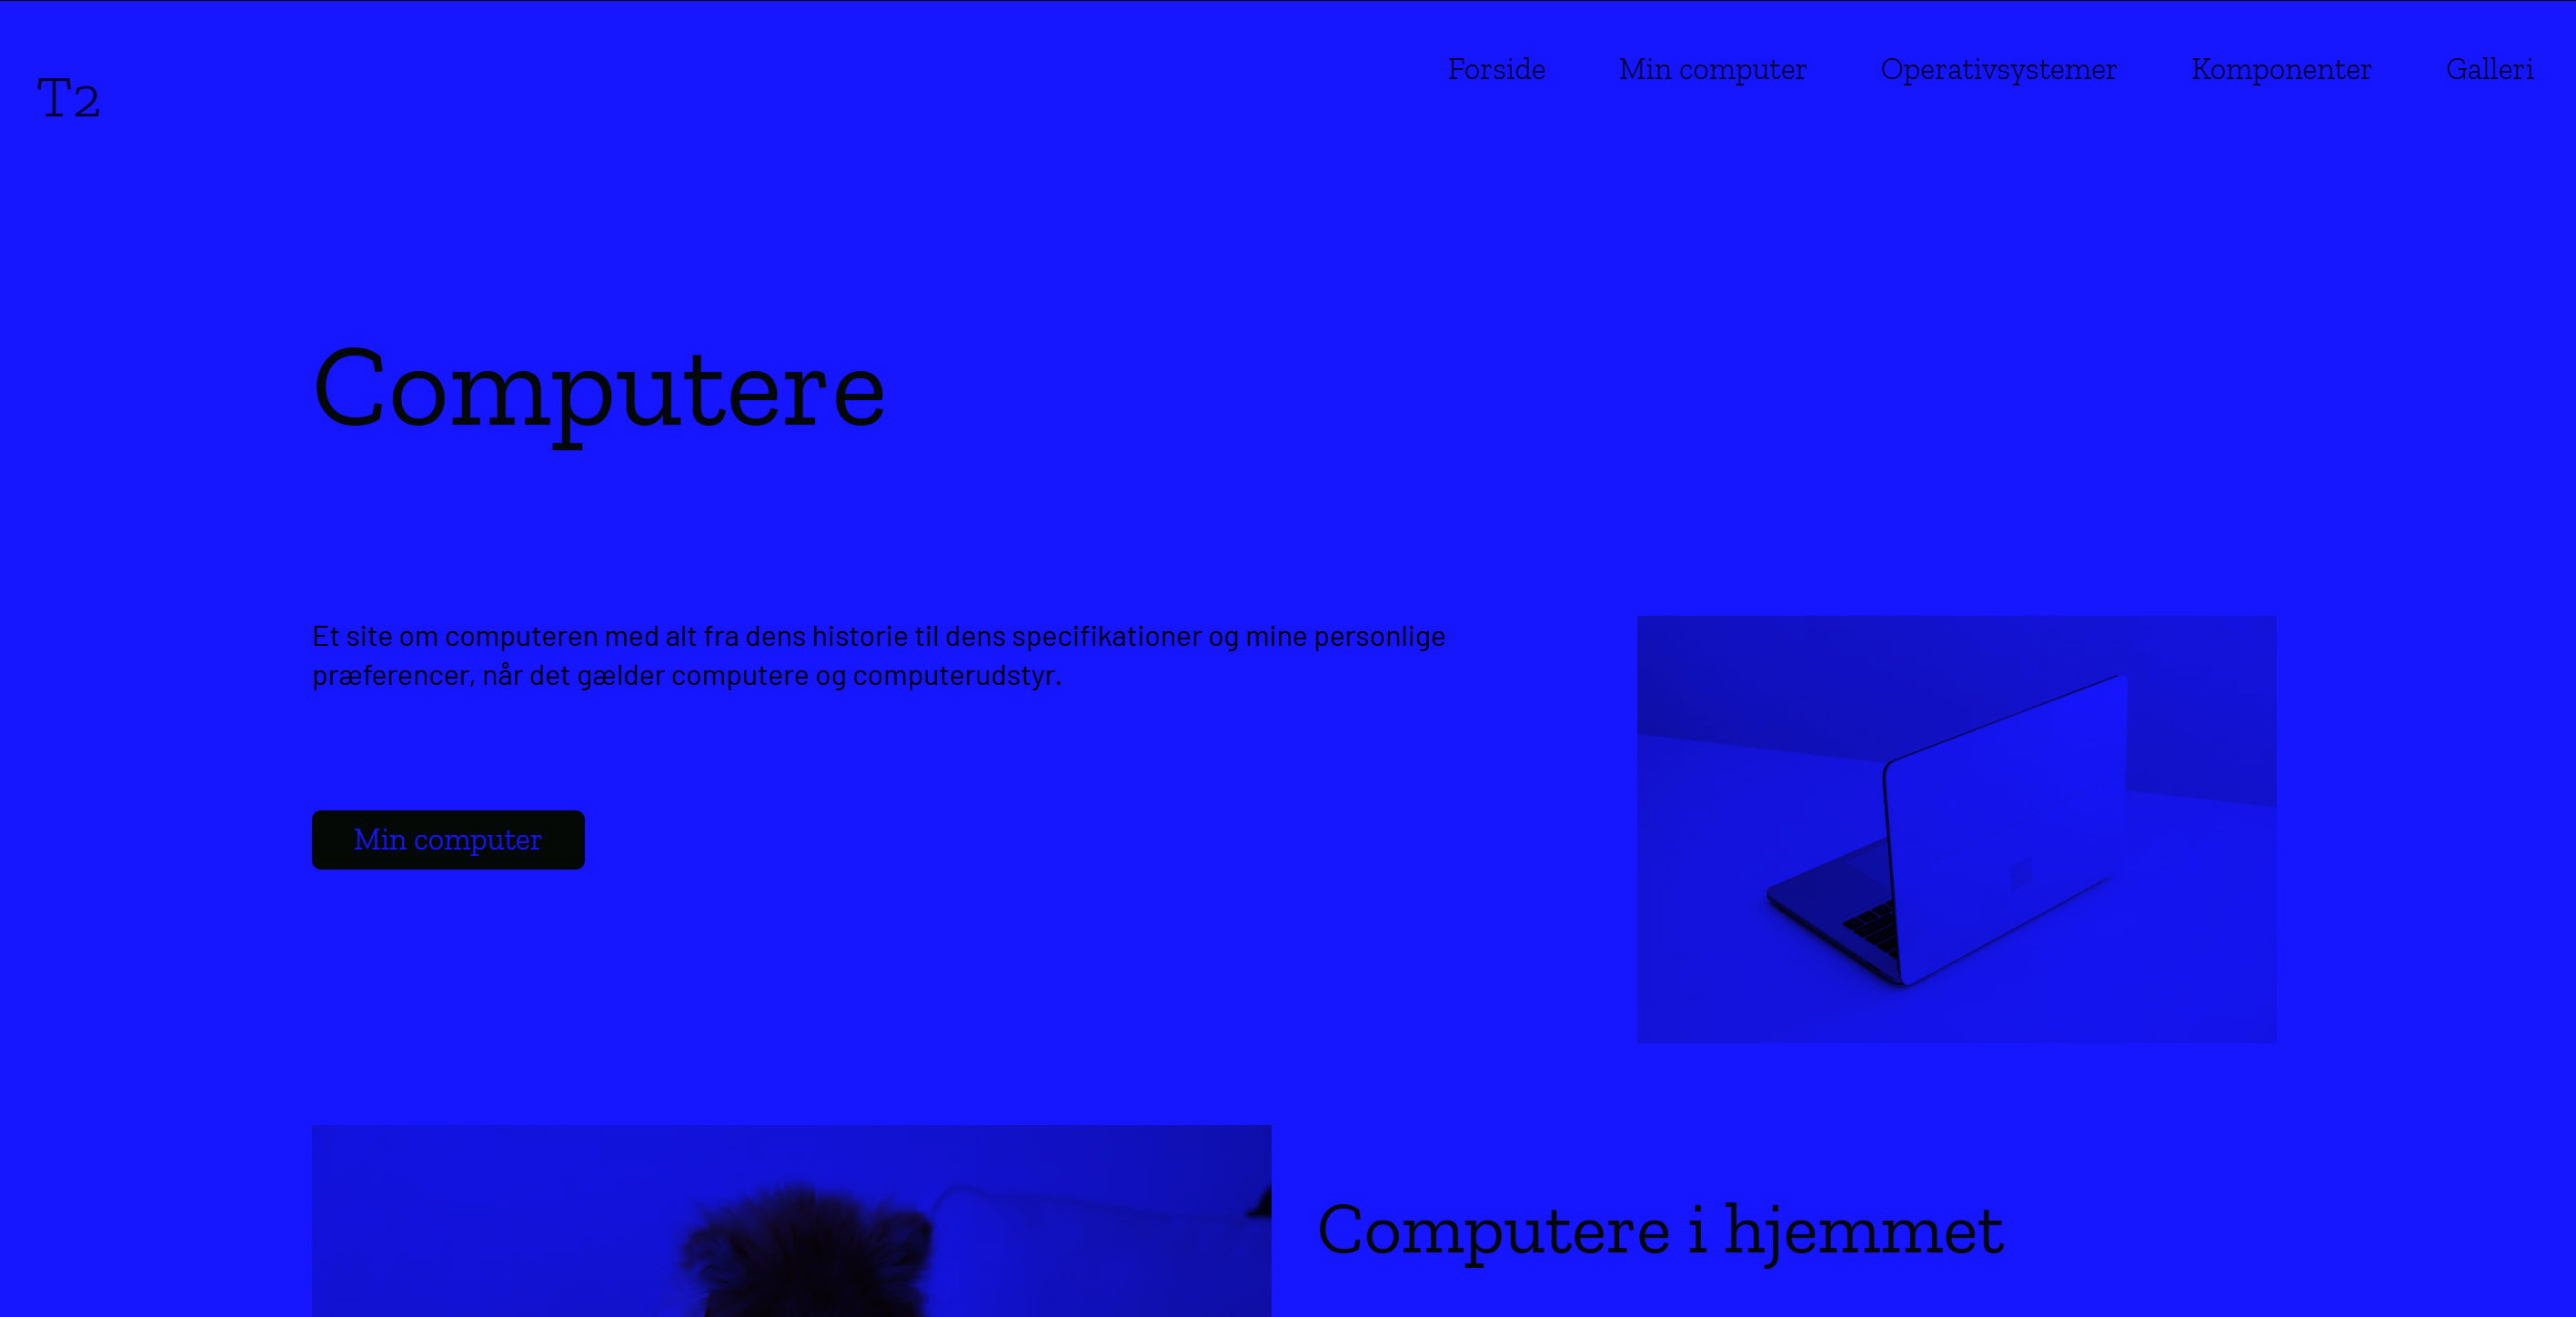 T2
Forside
Min computer
Operativsystemer
Komponenter
Galleri
Computere
Et site om computeren med alt fra dens historie til dens specifikationer og mine personlige
præferencer, når det gælder computere og computerudstyr.
Min computer
Computere i hjemmet